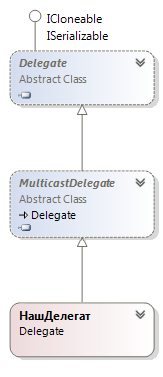 ICloneable
ISerializable
Delegate
Abstract Class
MulticastDelegate
Abstract Class
Delegate
НашДелегат
Delegate